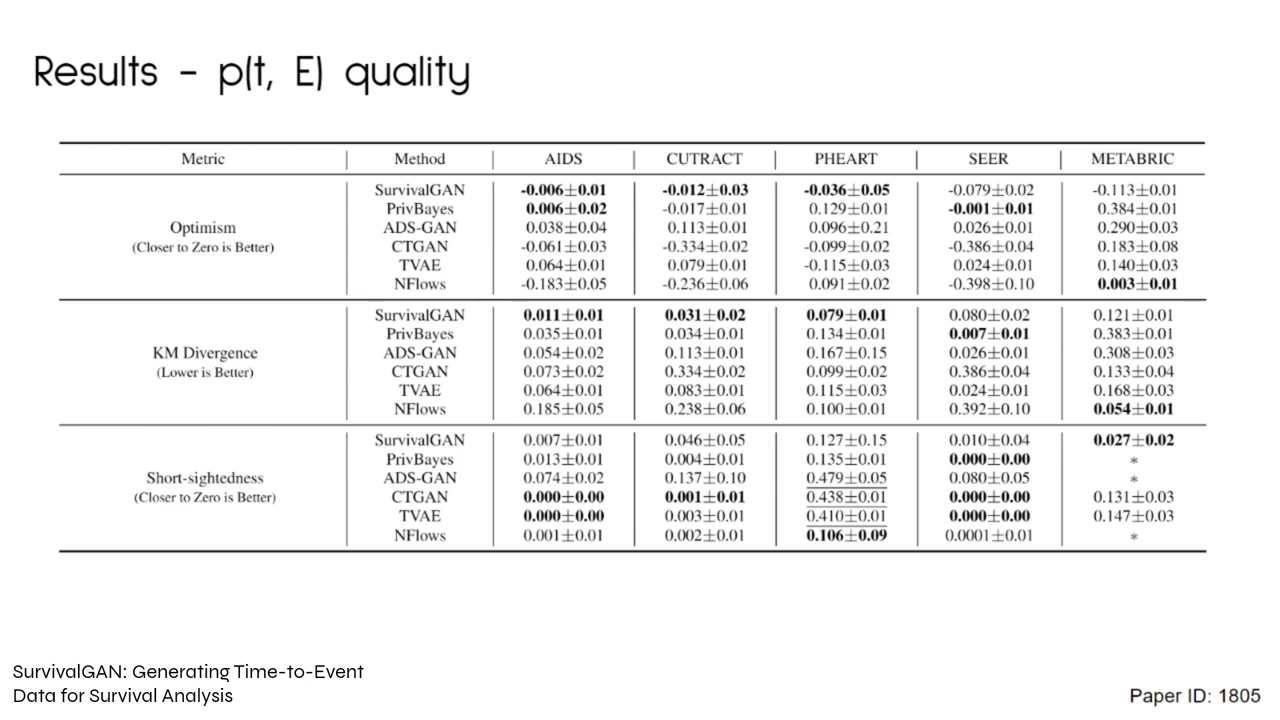 Results - p(t, E) quality
Metric Method AIDS CUTRACT PHEART SEER METABRIC
SurvivalGAN -0.006±0.01 -0.012±0.03 -0.036±0.05 -0.079±0.02 -0.113±0.01
PrivBayes 0.006±0.02 -0.017±0.01 0.129±0.01 -0.001±0.01 0.384±0.01
Optimism ADS-GAN 0.038±0.04 0.113±0.01 0.096±0.21 0.026±0.01 0.290±0.03
(Closer to Zero is Better) CTGAN -0.061±0.03 -0.334±0.02 -0.099±0.02 -0.386±0.04 0.183±0.08
TVAE 0.064±0.01 0.079±0.01 -0.115±0.03 0.024±0.01 0.140±0.03
NFlows -0.183±0.05 -0.236±0.06 0.091±0.02 -0.398±0.10 0.003±0.01
SurvivalGAN 0.011±0.01 0.031±0.02 0.079±0.01 0.080±0.02 0.121±0.01
PrivBayes 0.035±0.01 0.034±0.01 0.134±0.01 0.007±0.01 0.383±0.01
KM Divergence ADS-GAN 0.054±0.02 0.113±0.01 0.167±0.15 0.026±0.01 0.308±0.03
(Lower is Better) CTGAN 0.073±0.02 0.334±0.02 0.099±0.02 0.386±0.04 0.133±0.04
TVAE 0.064±0.01 0.083±0.01 0.115±0.03 0.024±0.01 0.168±0.03
NFlows 0.185±0.05 0.238±0.06 0.100±0.01 0.392±0.10 0.054±0.01
SurvivalGAN 0.007±0.01 0.046±0.05 0.127±0.15 0.010±0.04 0.027±0.02
PrivBayes 0.013±0.01 0.004±0.01 0.135±0.01 0.000±0.00 *
Short-sightedness ADS-GAN 0.074±0.02 0.137±0.10 0.479±0.05 0.080±0.05 *
(Closer to Zero is Better) CTGAN 0.000±0.00 0.001±0.01 0.438±0.01 0.000±0.00 0.131±0.03
TVAE 0.000±0.00 0.003±0.01 0.410±0.01 0.000±0.00 0.147±0.03
NFlows 0.001±0.01 0.002±0.01 0.106±0.09 0.0001±0.01 *
SurvivalGAN: Generating Time-to-Event
Data for Survival Analysis
Paper ID: 1805